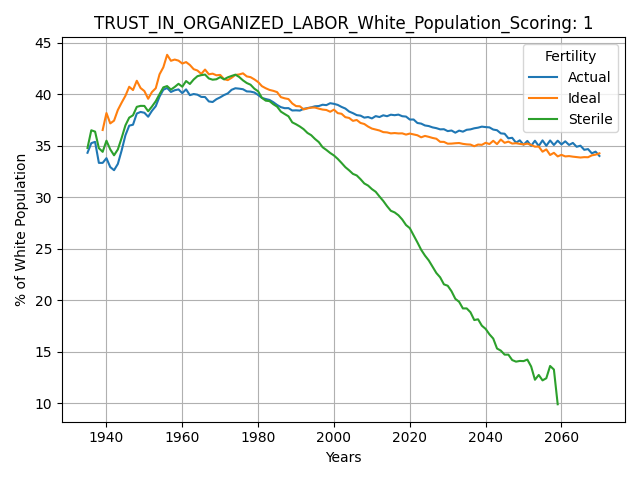 TRUST_IN_ORGANIZED_LABOR_White_Population_Scoring: 1
Fertility
Actual
Ideal
Sterile
% of White Population
45
40
35
30
25
20
15
10
1940 1960 1980 2000 2020 2040 2060
Years